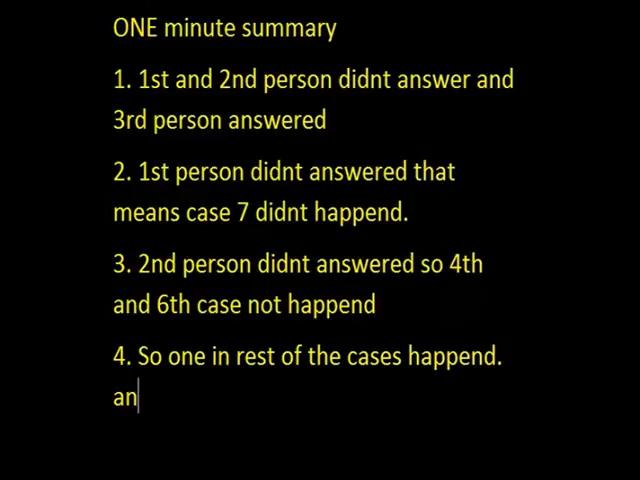 ONE minute summary
1. 1st and 2nd person didnt answer and
3rd person answered
2. 1st person didnt answered that
means case 7 didnt happend.
3. 2nd person didnt answered so 4th
and 6th case not happend
4. So one in rest of the cases happend.
an